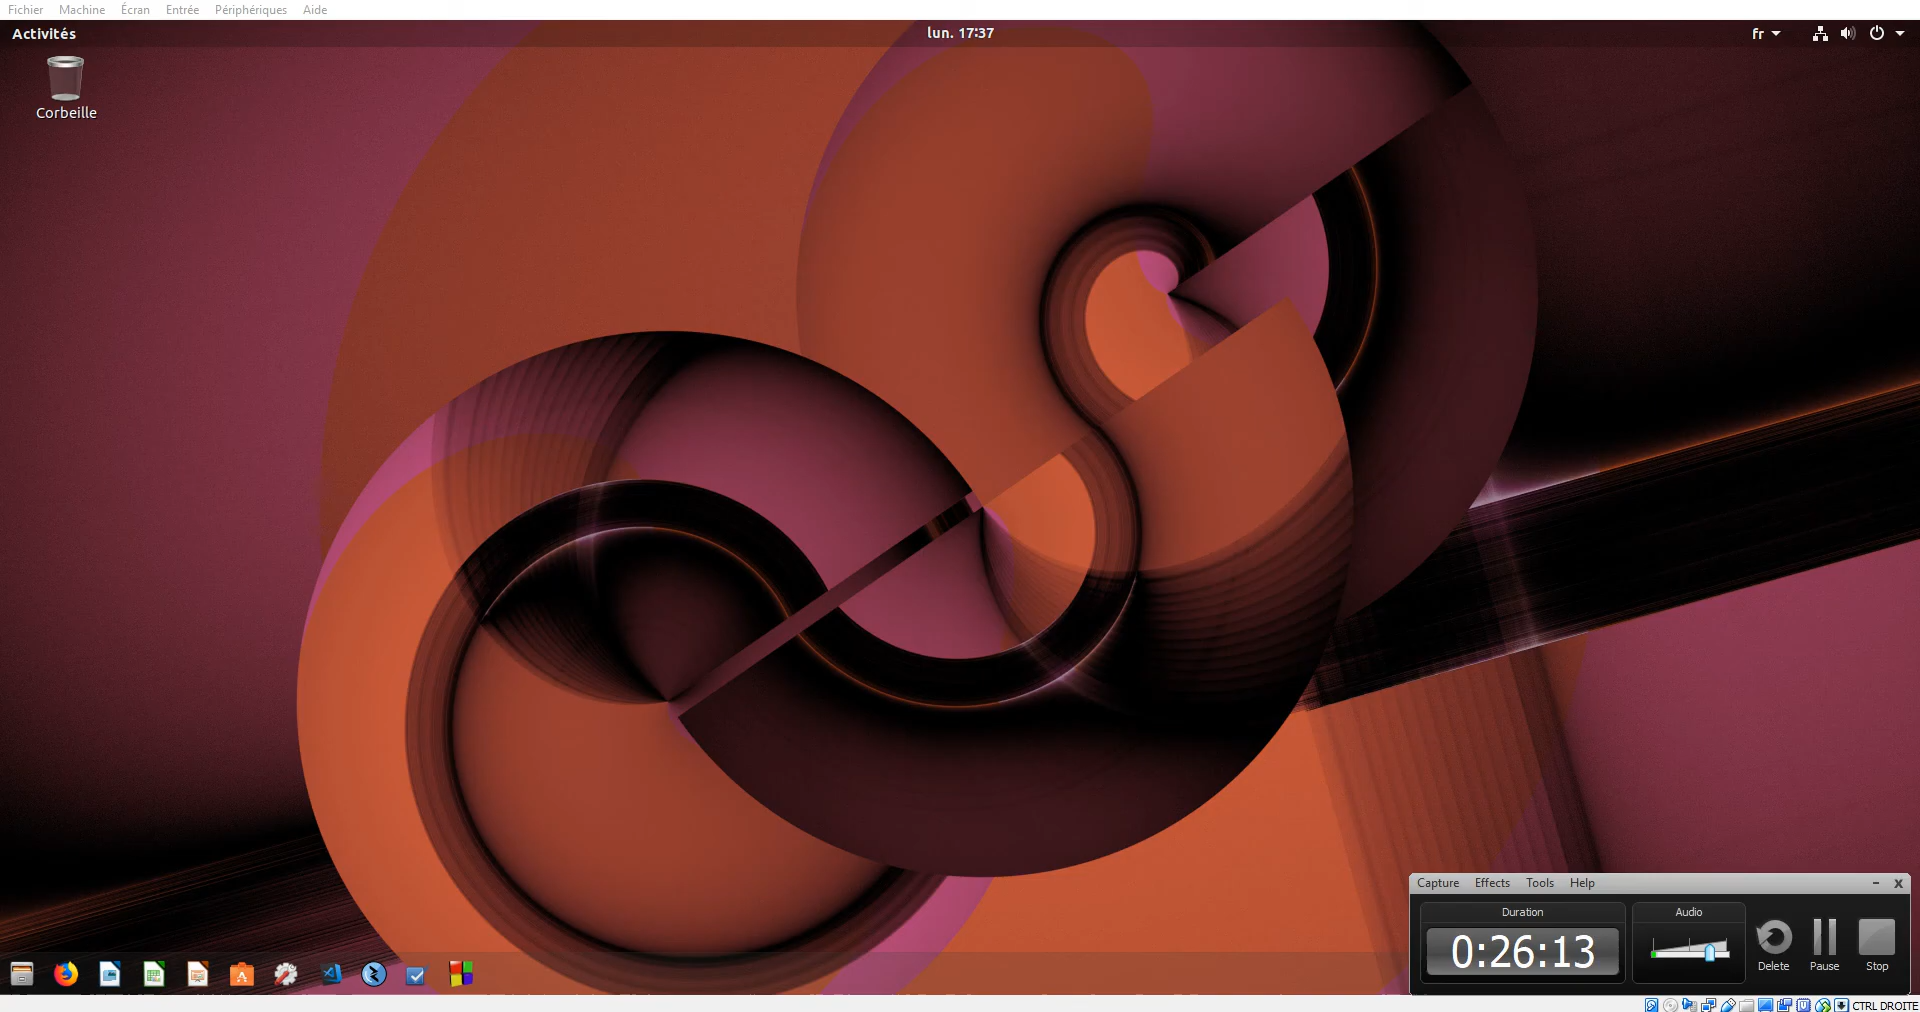 Fichier Machine Écran Entrée Périphériques Aide
Activités lun. 17:37 fr
Corbeille
Capture Effects Tools Help
Duration Audio
0:26:13
Delete Pause Stop
CTRL DROITE